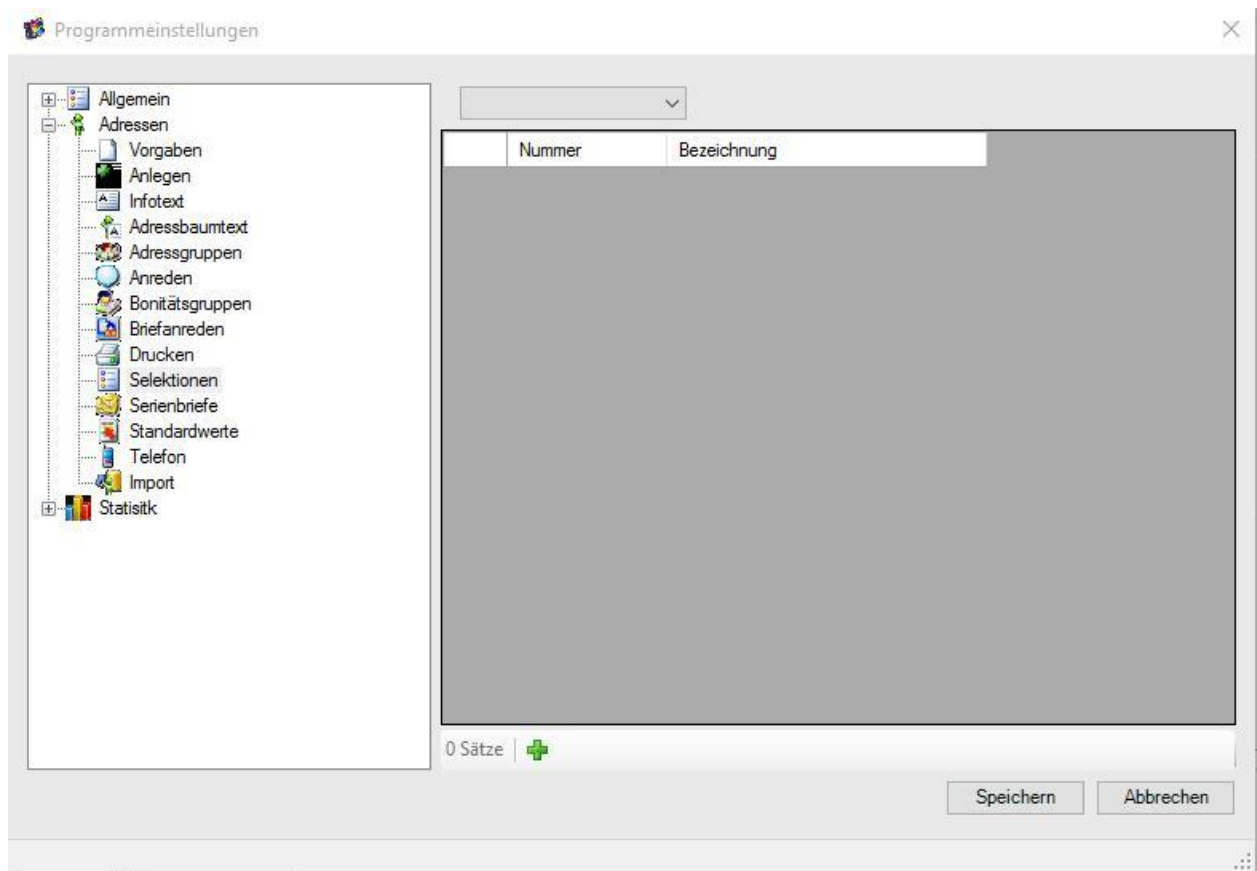 Programmeinstellungen
Allgemein
Adressen
Vorgaben
Anlegen
Infotext
Adressbaumtext
Adressgruppen
Anreden
Bonitätsgruppen
Briefanreden
Drucken
Selektionen
Serienbriefe
Standardwerte
Telefon
Import
Statisitk
Nummer Bezeichnung
0 Sätze
Speichern Abbrechen